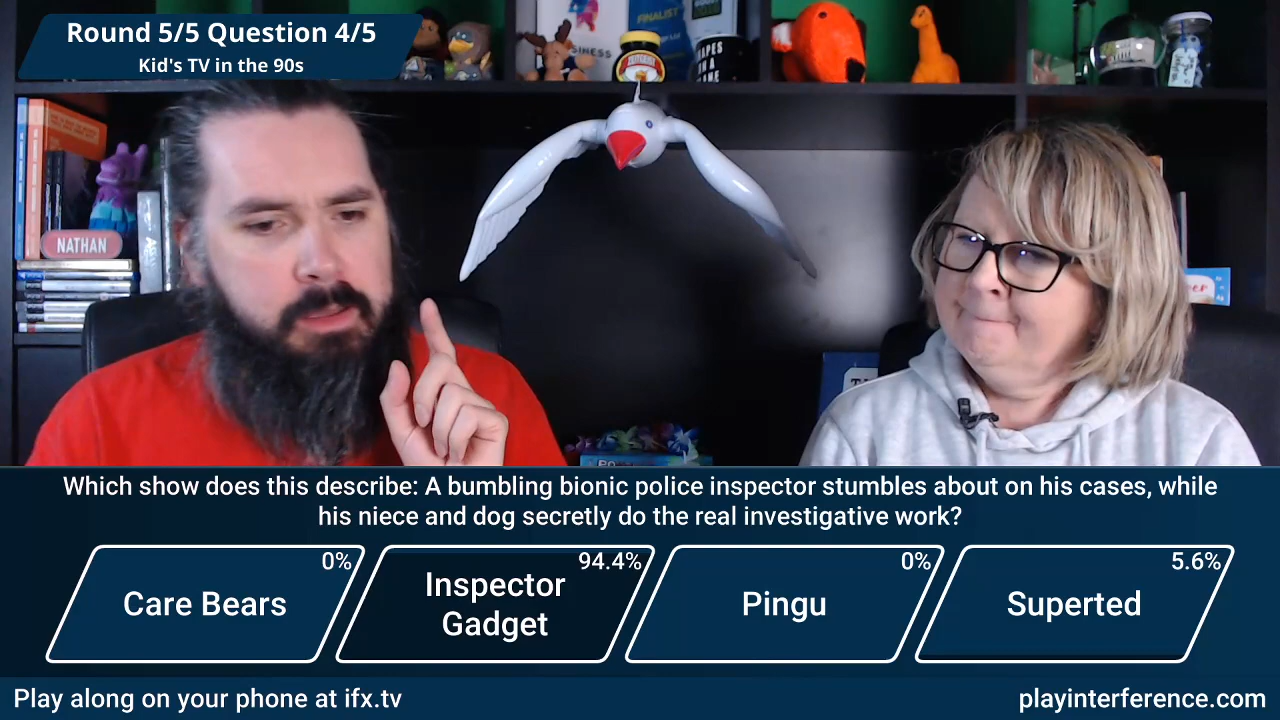 Round 5/5 Question 4/5
Kid's TV in the 90s
FINALIST
NATHAN
Which show does this describe: A bumbling bionic police inspector stumbles about on his cases, while
his niece and dog secretly do the real investigative work?
0%
Care Bears
94.4%
Inspector
Gadget
0%
Pingu
5.6%
Superted
Play along on your phone at ifx.tv
playinterference.com